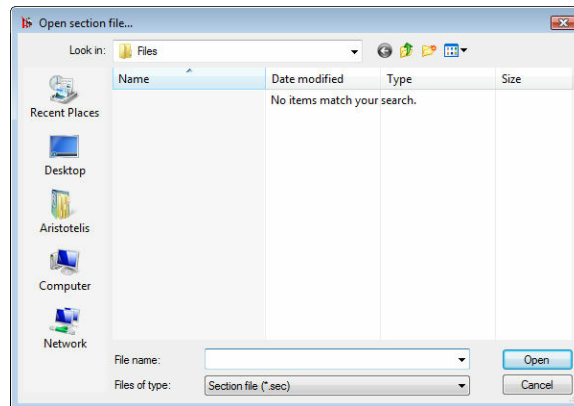 Open section file...
Look in: Files
Name Date modified Type Size
No items match your search.
Recent Places
Desktop
Aristotelis
Computer
Network
File name: Open
Files of type: Section file (*.sec) Cancel